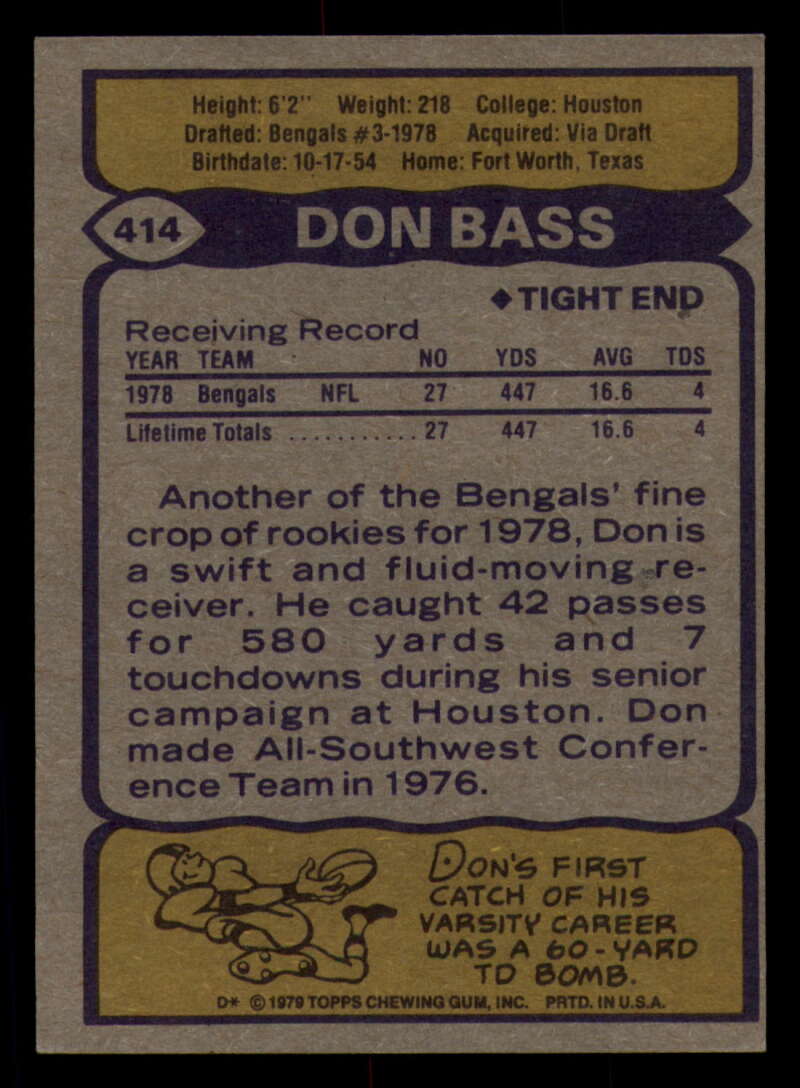 Height: 6'2" Weight: 218 College: Houston
Drafted: Bengals #3-1978 Acquired: Via Draft
Birthdate: 10-17-54 Home: Fort Worth, Texas
414 DON BASS
◆TIGHT END
Receiving Record
YEAR TEAM NO YDS AVG TDS
1978 Bengals NFL 27 447 16.6 4
Lifetime Totals ........... 27 447 16.6 4
Another of the Bengals' fine
crop of rookies for 1978, Don is
a swift and fluid-moving re-
ceiver. He caught 42 passes
for 580 yards and 7
touchdowns during his senior
campaign at Houston. Don
made All-Southwest Confer-
ence Team in 1976.
DON'S FIRST
CATCH OF HIS
VARSITY CAREER
WAS A 60-YARD
TD BOMB.
D* © 1979 TOPPS CHEWING GUM, INC. PRTD. IN U.S.A.